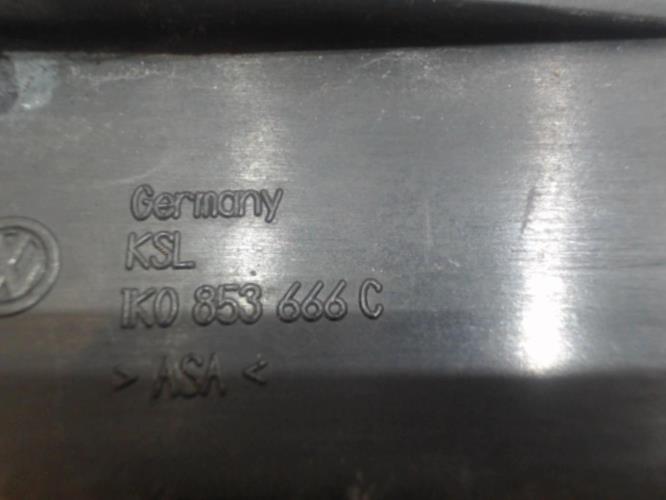 Germany
KSL
1K0 853 666 C
> ASA <